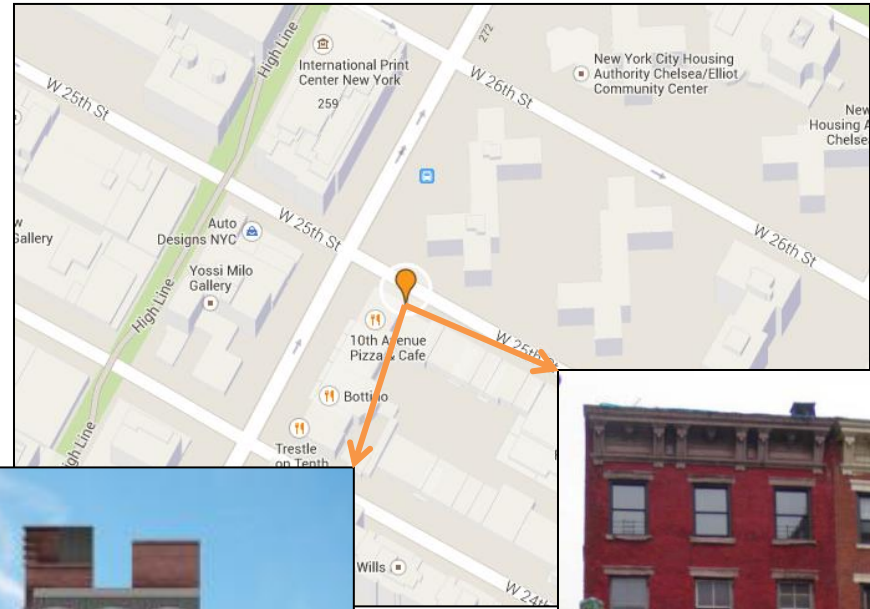 High Line
International Print
Center New York
259
272
New York City Housing
Authority Chelsea/Elliot
Community Center
W 26th St
W 25th St
New
Housing A
Chelse
W 25th St
Auto
Designs NYC
Gallery
Yossi Milo
Gallery
W 26th St
High Line
10th Avenue
Pizza & Cafe
W 25th St
Bottino
Trestle
on Tenth
High Line
Wills
W 24th